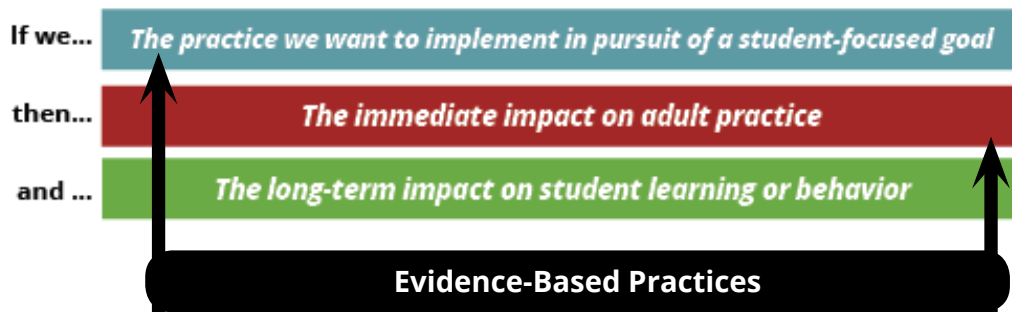 If we... The practice we want to implement in pursuit of a student-focused goal
then... The immediate impact on adult practice
and ... The long-term impact on student learning or behavior
Evidence-Based Practices